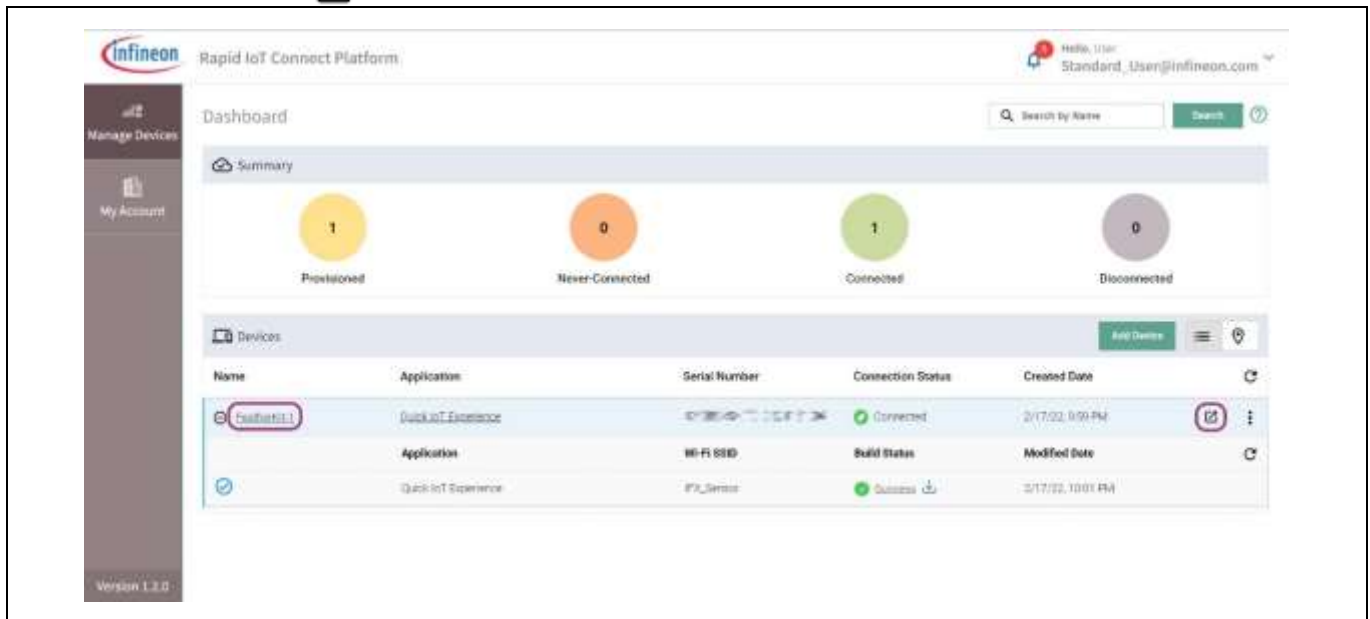 infineon
Rapid IoT Connect Platform
Hello, User
Standard_User@infineon.com
Manage Devices
My Account
Dashboard
Search by Name
Search
Summary
1
0
1
0
Provisioned
Never-Connected
Connected
Disconnected
Devices
Add Device
Name Application Serial Number Connection Status Created Date
Quick IoT Experience Connected 2/17/22, 9:59 PM
Application Wi-Fi SSID Build Status Modified Date
Quick IoT Experience IFX_Sensor Success 2/17/22, 10:01 PM
Version 1.2.0